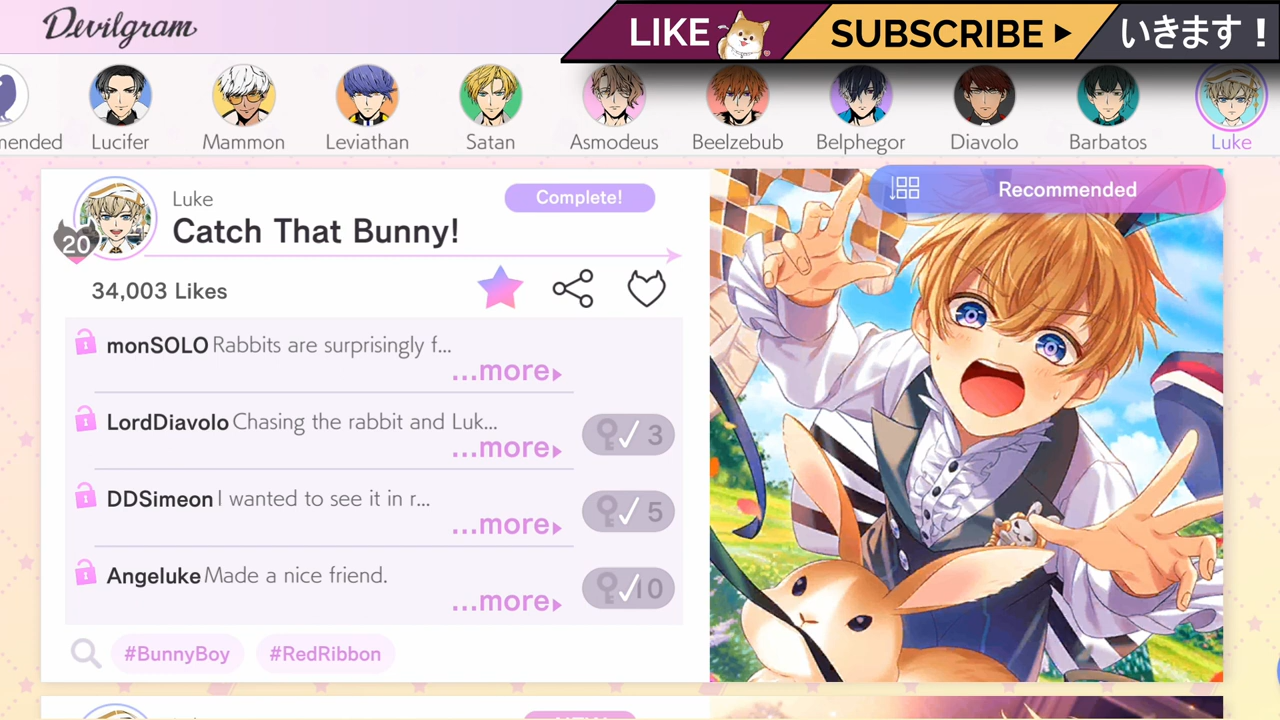 Devilgram
LIKE SUBSCRIBE いきます！
mended Lucifer Mammon Leviathan Satan Asmodeus Beelzebub Belphegor Diavolo Barbatos Luke
Luke
Complete!
Recommended
20
Catch That Bunny!
34,003 Likes
monSOLO Rabbits are surprisingly f...
...more
LordDiavolo Chasing the rabbit and Luk...
...more
3
DDSimeon I wanted to see it in r...
...more
5
Angeluke Made a nice friend.
...more
10
#BunnyBoy #RedRibbon